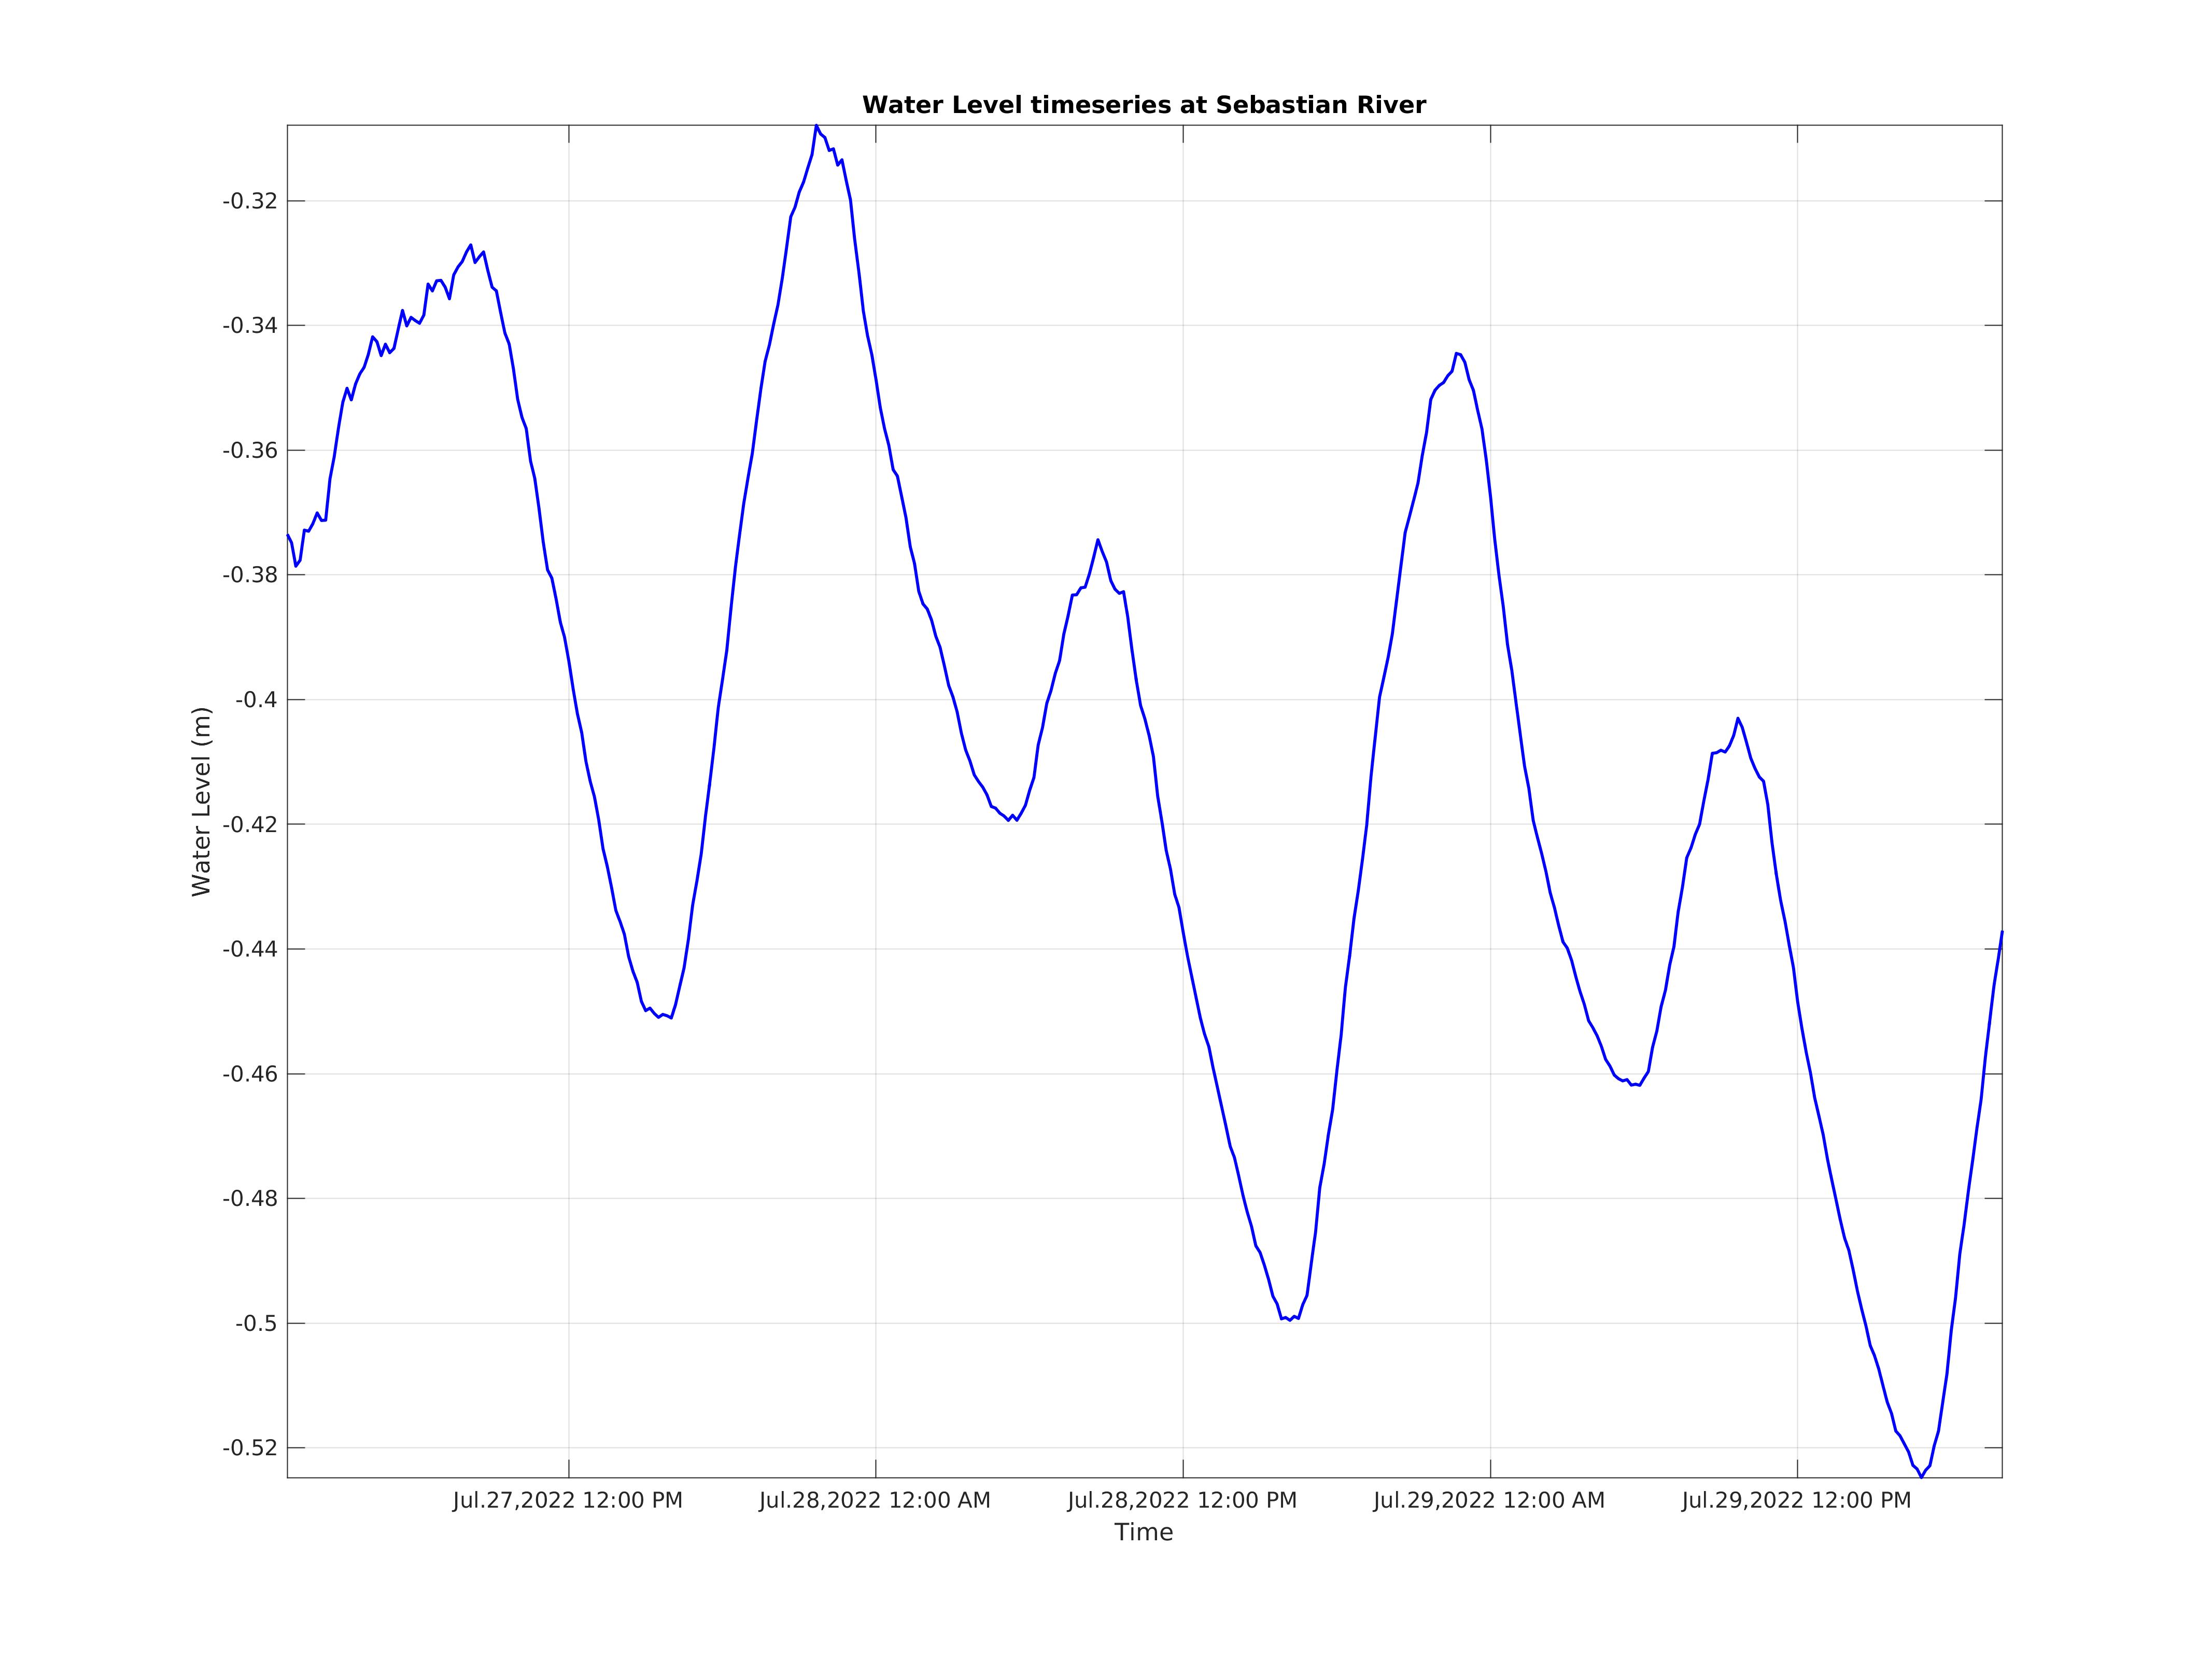 Water Level timeseries at Sebastian River
-0.32
-0.34
-0.36
-0.38
-0.4
-0.42
-0.44
-0.46
-0.48
-0.5
-0.52
Water Level (m)
Jul.27,2022 12:00 PM
Jul.28,2022 12:00 AM
Jul.28,2022 12:00 PM
Jul.29,2022 12:00 AM
Jul.29,2022 12:00 PM
Time